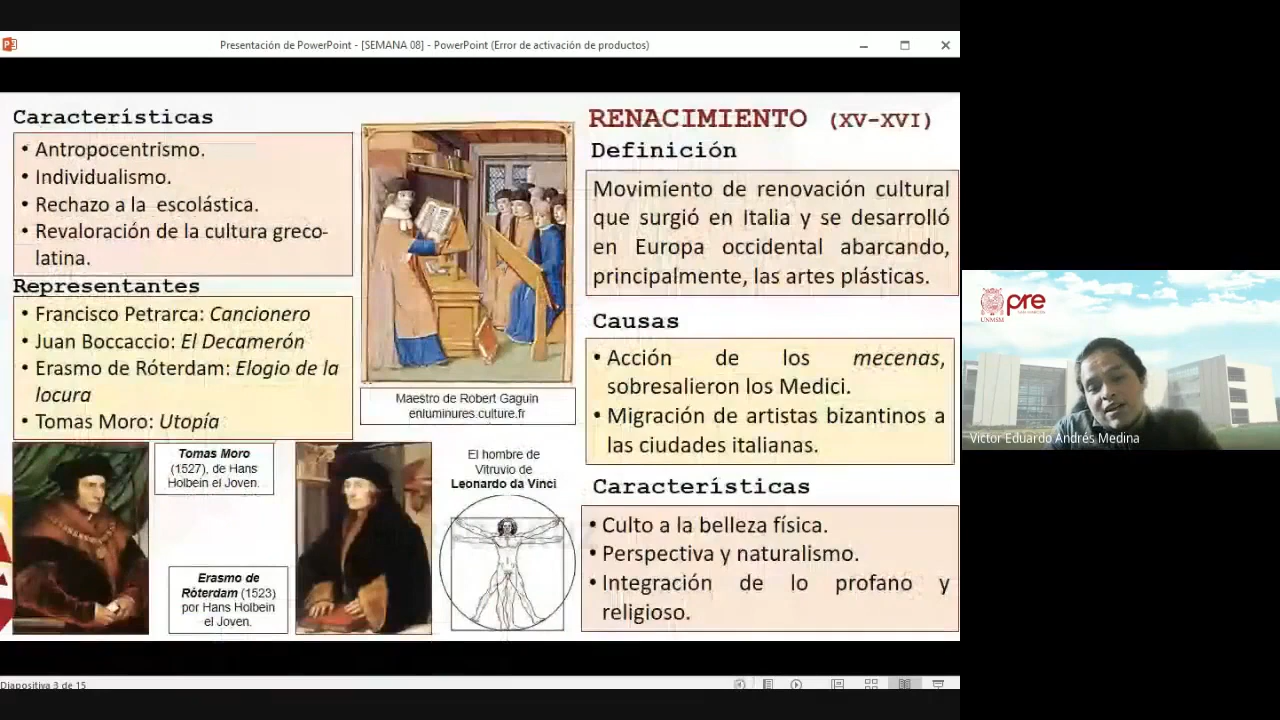 Presentación de PowerPoint - [SEMANA 08] - PowerPoint (Error de activación de productos)
Características
• Antropocentrismo.
• Individualismo.
• Rechazo a la escolástica.
• Revaloración de la cultura greco-
latina.
Representantes
• Francisco Petrarca: Cancionero
• Juan Boccaccio: El Decamerón
• Erasmo de Róterdam: Elogio de la
locura
• Tomas Moro: Utopía
Tomas Moro
(1527), de Hans
Holbein el Joven.
Erasmo de
Róterdam (1523)
por Hans Holbein
el Joven.
Maestro de Robert Gaguin
enluminures.culture.fr
El hombre de
Vitruvio de
Leonardo da Vinci
RENACIMIENTO (XV-XVI)
Definición
Movimiento de renovación cultural
que surgió en Italia y se desarrolló
en Europa occidental abarcando,
principalmente, las artes plásticas.
Causas
• Acción de los mecenas,
sobresalieron los Medici.
• Migración de artistas bizantinos a
las ciudades italianas.
Características
• Culto a la belleza física.
• Perspectiva y naturalismo.
• Integración de lo profano y
religioso.
Diapositiva 3 de 15
pre
UNMSM
Victor Eduardo Andrés Medina